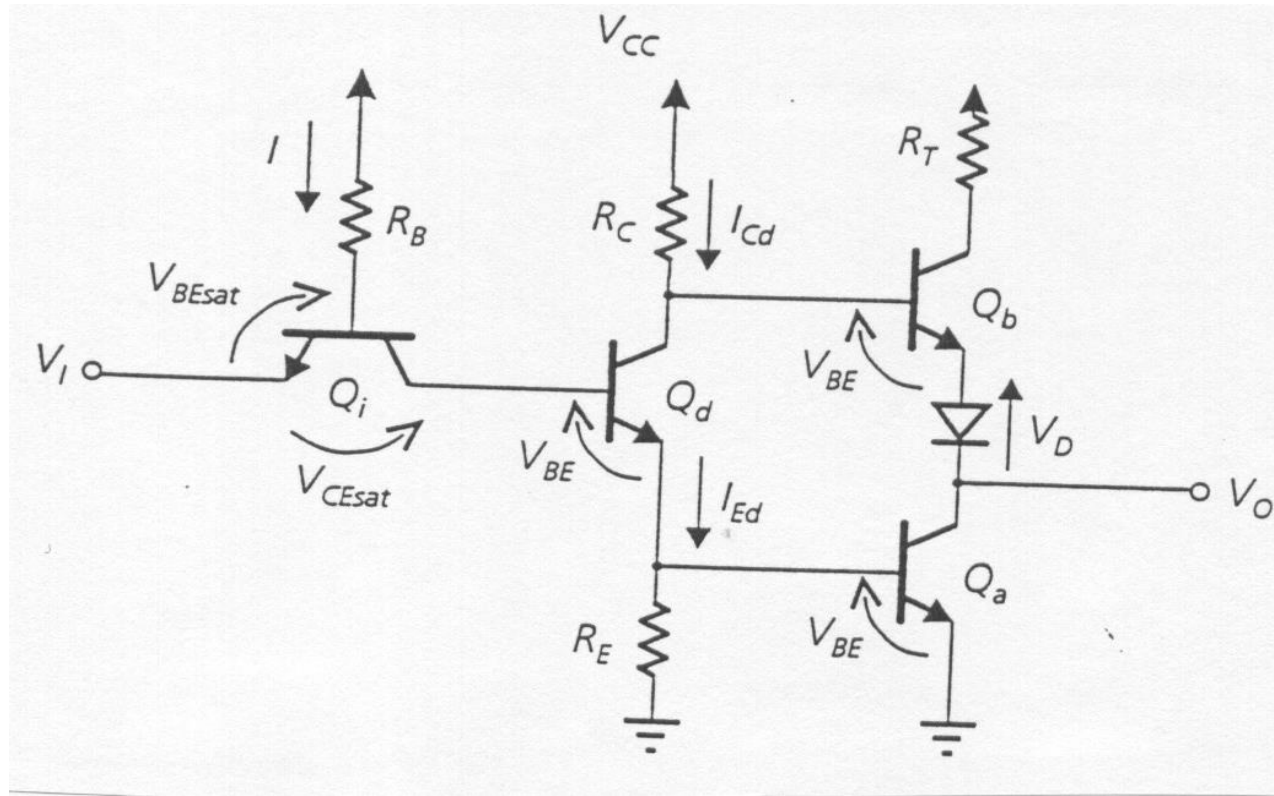 V_CC
I
R_B
R_C
I_Cd
R_T
V_BEsat
V_I
Q_i
V_CEsat
Q_d
V_BE
Q_b
V_BE
V_D
I_Ed
V_O
R_E
V_BE
Q_a